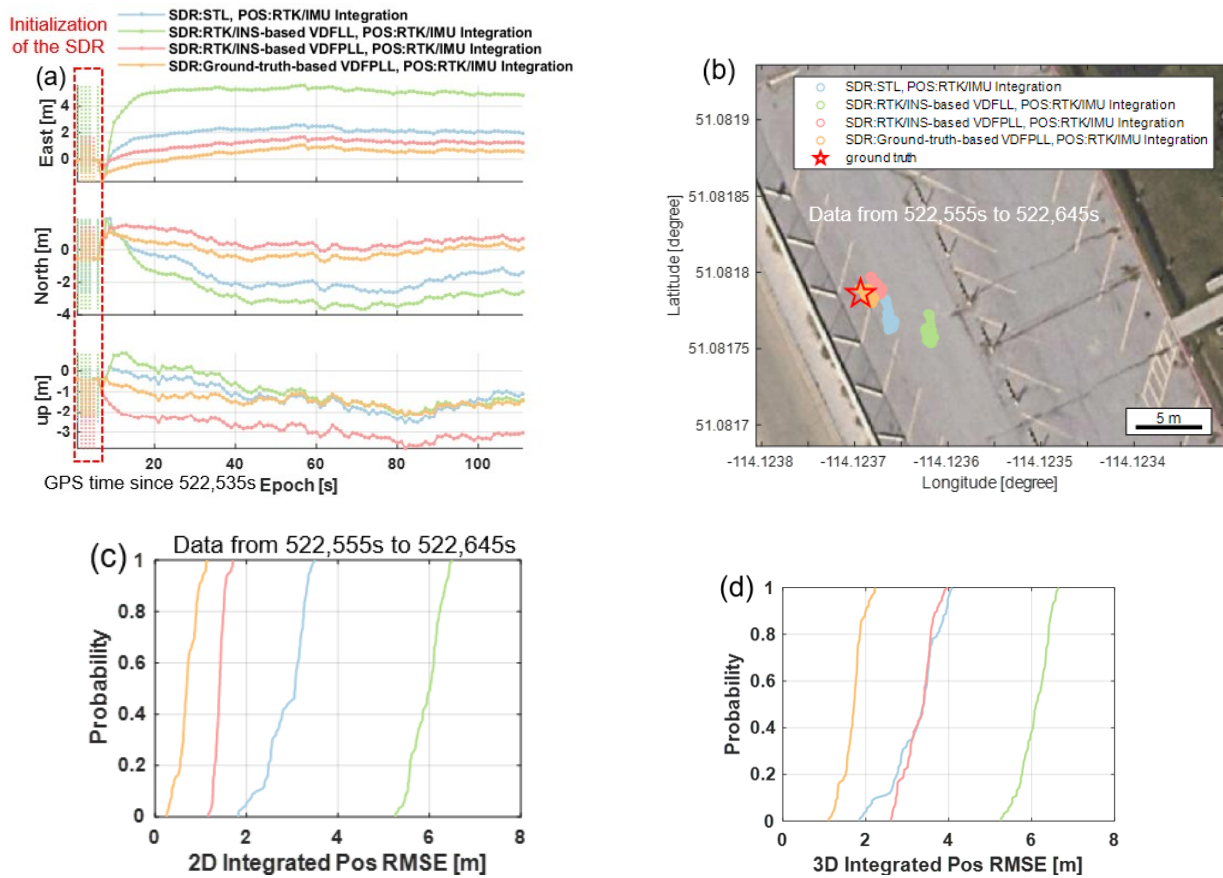 Initialization
of the SDR
SDR:STL, POS:RTK/IMU Integration
SDR:RTK/INS-based VDFLL, POS:RTK/IMU Integration
SDR:RTK/INS-based VDFPLL, POS:RTK/IMU Integration
SDR:Ground-truth-based VDFPLL, POS:RTK/IMU Integration
(a)
East [m]
4
2
0
North [m]
0
-2
-4
up [m]
0
-1
-2
-3
20
40
60
80
100
GPS time since 522,535s
Epoch [s]
(b)
SDR:STL, POS:RTK/IMU Integration
SDR:RTK/INS-based VDFLL, POS:RTK/IMU Integration
SDR:RTK/INS-based VDFPLL, POS:RTK/IMU Integration
SDR:Ground-truth-based VDFPLL, POS:RTK/IMU Integration
ground truth
Data from 522,555s to 522,645s
Latitude [degree]
51.0819
51.08185
51.0818
51.08175
51.0817
5 m
-114.1238
-114.1237
-114.1236
-114.1235
-114.1234
Longitude [degree]
(c)
Data from 522,555s to 522,645s
Probability
1
0.8
0.6
0.4
0.2
0
0
2
4
6
8
2D Integrated Pos RMSE [m]
(d)
Probability
1
0.8
0.6
0.4
0.2
0
0
2
4
6
8
3D Integrated Pos RMSE [m]